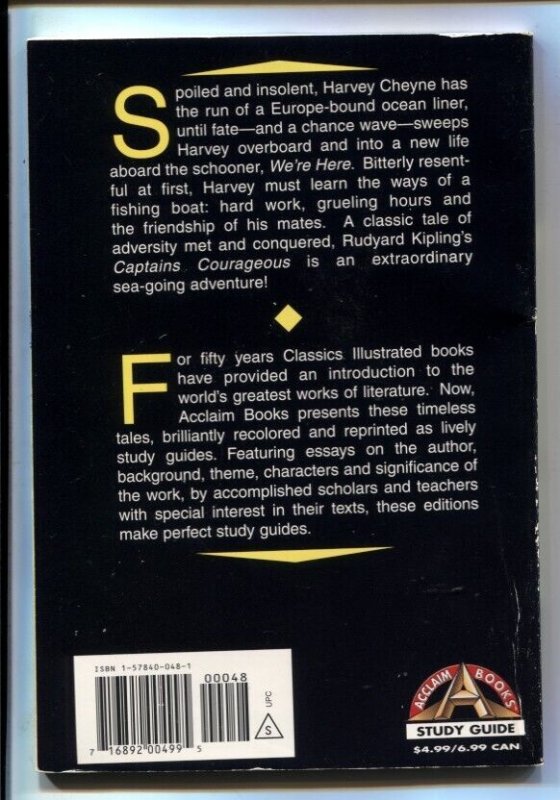 Spoiled and insolent, Harvey Cheyne has
the run of a Europe-bound ocean liner,
until fate—and a chance wave—sweeps
Harvey overboard and into a new life
aboard the schooner, We're Here. Bitterly resent-
ful at first, Harvey must learn the ways of a
fishing boat: hard work, grueling hours and
the friendship of his mates. A classic tale of
adversity met and conquered, Rudyard Kipling's
Captains Courageous is an extraordinary
sea-going adventure!
For fifty years Classics Illustrated books
have provided an introduction to the
world's greatest works of literature. Now,
Acclaim Books presents these timeless
tales, brilliantly recolored and reprinted as lively
study guides. Featuring essays on the author,
background, theme, characters and significance of
the work, by accomplished scholars and teachers
with special interest in their texts, these editions
make perfect study guides.
ISBN 1-57840-048-1
00048
UPC
S
7 16892 00499 5
ACCLAIM BOOKS
STUDY GUIDE
$4.99/6.99 CAN